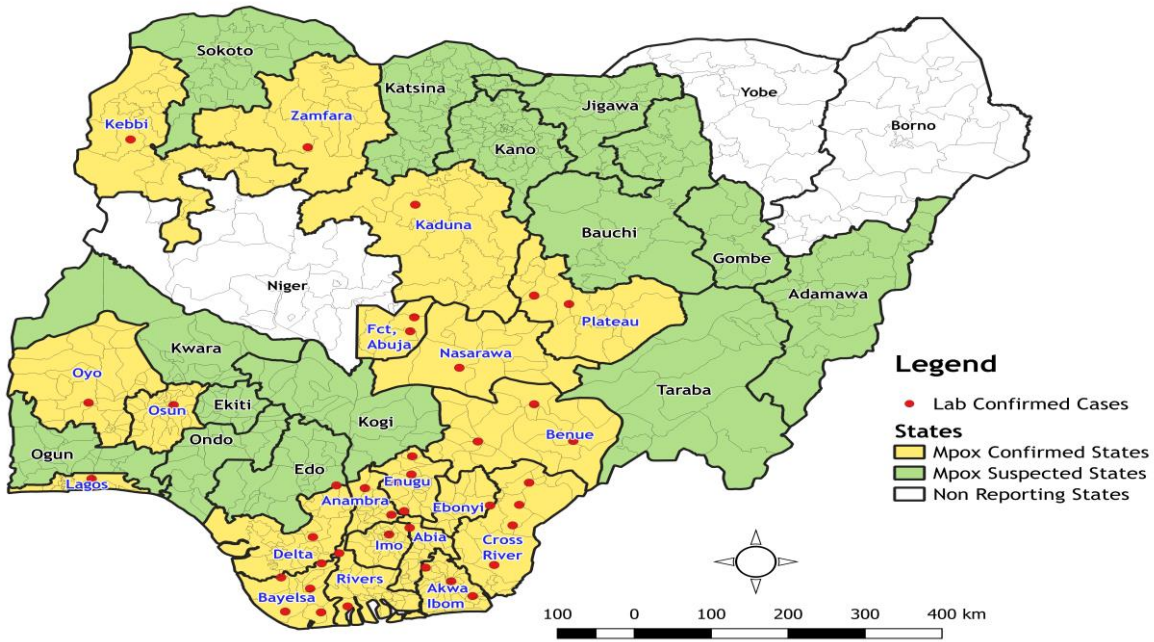 Sokoto
Katsina
Jigawa
Yobe
Borno
Kebbi
Zamfara
Kano
Kaduna
Bauchi
Gombe
Niger
Adamawa
Plateau
Fct,
Abuja
Nasarawa
Kwara
Oyo
Taraba
Osun
Ekiti
Kogi
Ondo
Benue
Ogun
Edo
Lagos
Enugu
Anambra
Ebonyi
Delta
Imo
Abia
Cross
River
Rivers
Bayelsa
Akwa
Ibom
Legend
Lab Confirmed Cases
States
Mpox Confirmed States
Mpox Suspected States
Non Reporting States
100 0 100 200 300 400 km